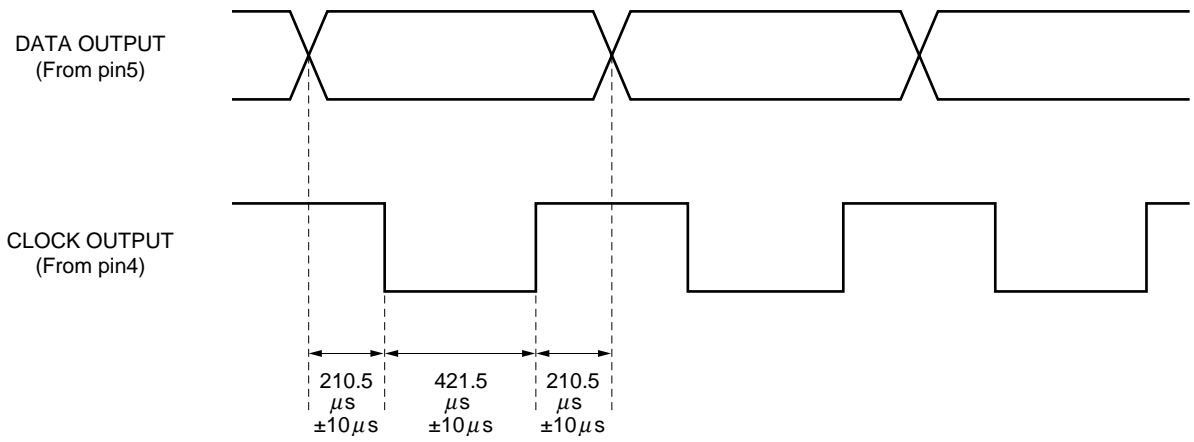 DATA OUTPUT
(From pin5)
CLOCK OUTPUT
(From pin4)
210.5 421.5 210.5
μs μs μs
±10μs ±10μs ±10μs